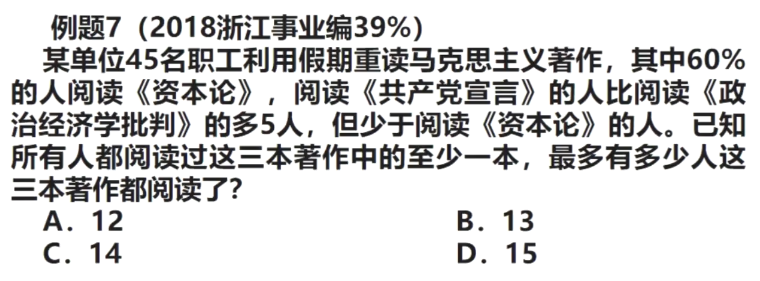 例题7（2018浙江事业编39%）
某单位45名职工利用假期重读马克思主义著作，其中60%
的人阅读《资本论》，阅读《共产党宣言》的人比阅读《政
治经济学批判》的多5人，但少于阅读《资本论》的人。已知
所有人都阅读过这三本著作中的至少一本，最多有多少人这
三本著作都阅读了？
A．12 B．13
C．14 D．15